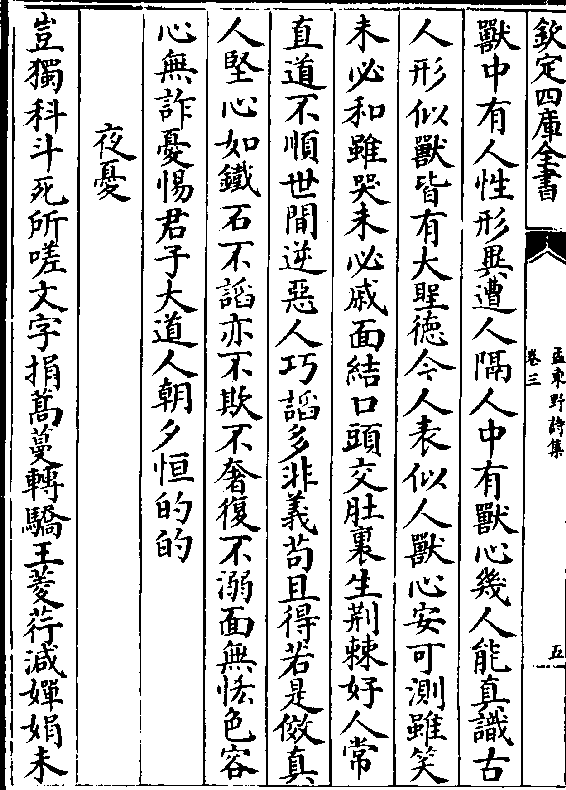 欽定四庫全書
孟東野詩集
卷三
五
獸中有人性形異遭人隔人中有獸心幾人能真識古
人形似獸皆有大聖徳今人表似人獸心安可測雖笑
未必和雖哭未必戚面結口頭交肚裏生荆棘好人常
直道不順世間逆惡人巧諂多非義苟且得若是傚真
人堅心如鐵石不諂亦不欺不奢復不溺面無恡色容
心無詐憂惕君子大道人朝夕恒的的
夜憂
豈獨科斗死所嗟文字捐蒿蔓轉驕王菱荇減嬋娟未